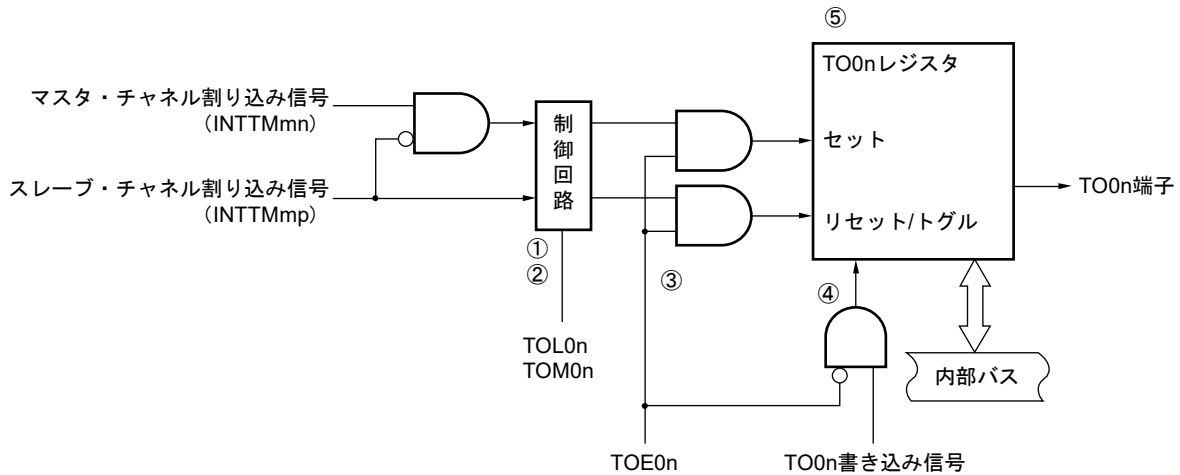 ⑤
TO0nレジスタ
マスタ・チャネル割り込み信号
（INTTMmn）
制御回路
セット
スレーブ・チャネル割り込み信号
（INTTMmp）
TO0n端子
リセット/トグル
①
②
③
④
TOL0n
TOM0n
内部バス
TOE0n
TO0n書き込み信号